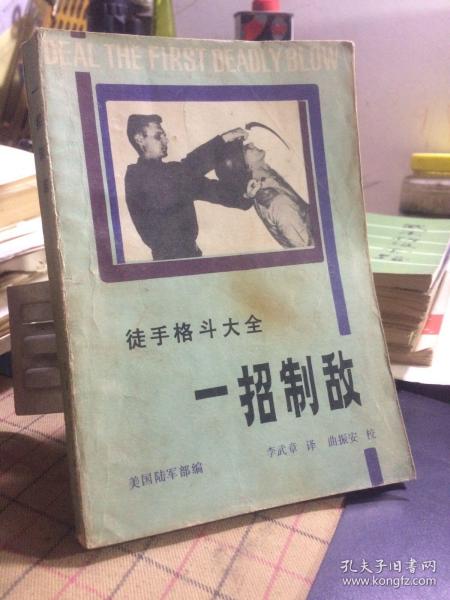 DEAL THE FIRST DEADLY BLOW
徒手格斗大全
一招制敌
李武章 译 曲振安 校
美国陆军部编
孔夫子旧书网
www.kongfz.com